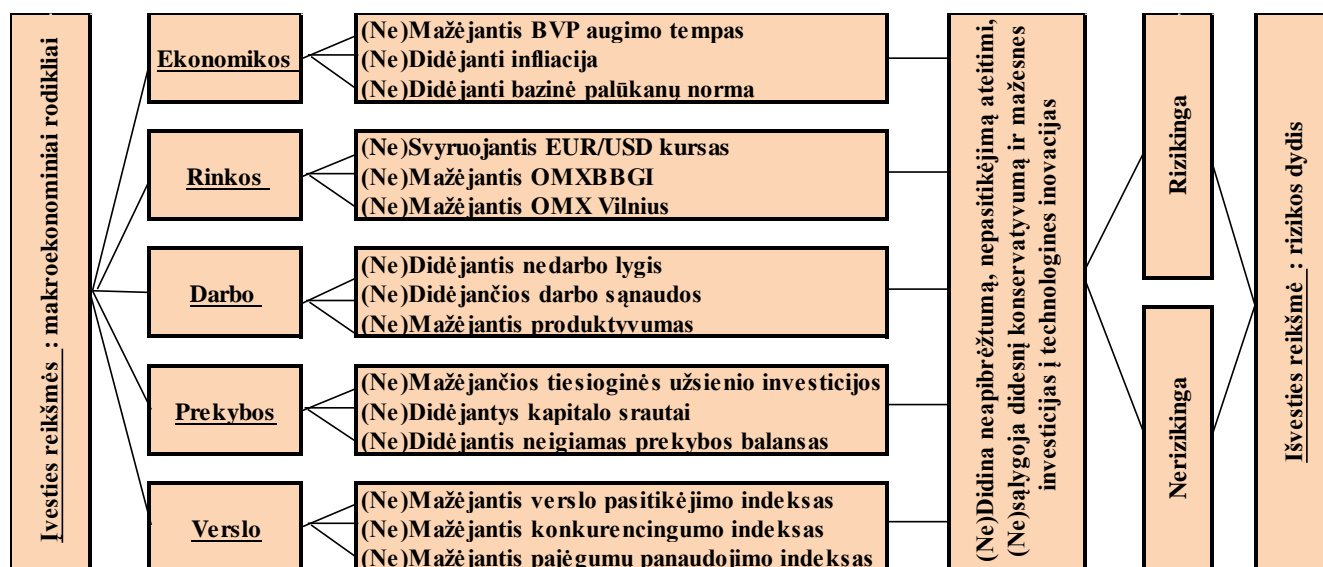 Įvesties reikšmės : makroekonominiai rodikliai
Ekonomikos
(Ne)Mažėjantis BVP augimo tempas
(Ne)Didėjanti infliacija
(Ne)Didėjanti bazinė palūkanų norma
Rinkos
(Ne)Svyruojantis EUR/USD kursas
(Ne)Mažėjantis OMXBBGI
(Ne)Mažėjantis OMX Vilnius
Darbo
(Ne)Didėjantis nedarbo lygis
(Ne)Didėjančios darbo sąnaudos
(Ne)Mažėjantis produktyvumas
Prekybos
(Ne)Mažėjančios tiesioginės užsienio investicijos
(Ne)Didėjantys kapitalo srautai
(Ne)Didėjantis neigiamas prekybos balansas
Verslo
(Ne)Mažėjantis verslo pasitikėjimo indeksas
(Ne)Mažėjantis konkurencingumo indeksas
(Ne)Mažėjantis pajėgumų panaudojimo indeksas
(Ne)Didina neapibrėžtumą, nepasitikėjimą ateitimi,
(Ne)sąlygoja didesnį konservatyvumą ir mažesnes
investicijas į technologines inovacijas
Rizikinga
Nerizikinga
Išvesties reikšmė : rizikos dydis